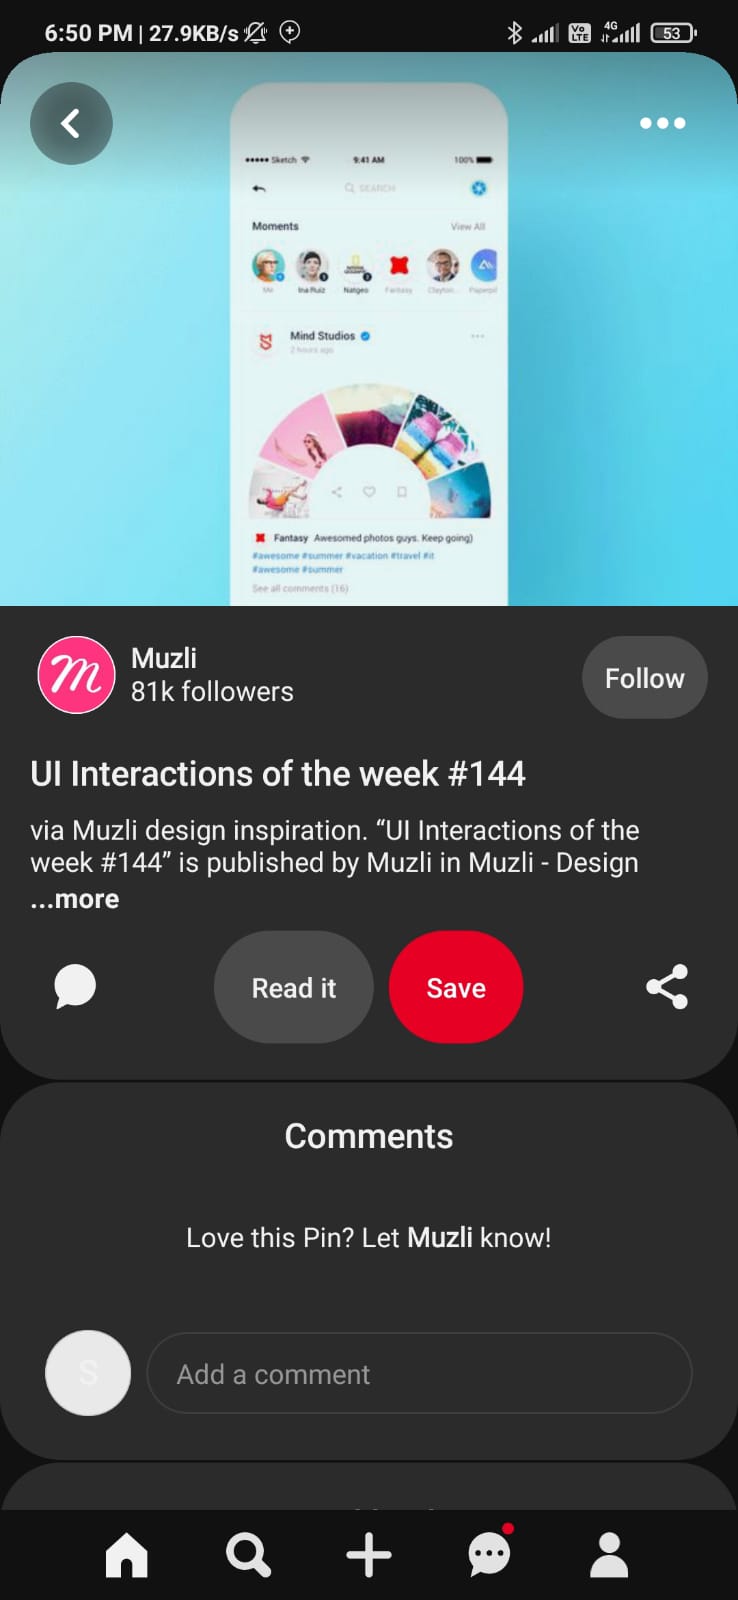 6:50 PM | 27.9KB/s
Vo LTE 4G 53
Sketch 9:41 AM 100%
SEARCH
Moments View All
Me Ina Ruiz Natgeo Fantasy Clayton...
Mind Studios
2 hours ago
Fantasy Awesomed photos guys. Keep going)
#awesome #summer #vacation #travel #it
#awesome #summer
See all comments (16)
m
Muzli
81k followers
Follow
UI Interactions of the week #144
via Muzli design inspiration. “UI Interactions of the
week #144” is published by Muzli in Muzli - Design
...more
Read it
Save
Comments
Love this Pin? Let Muzli know!
S
Add a comment